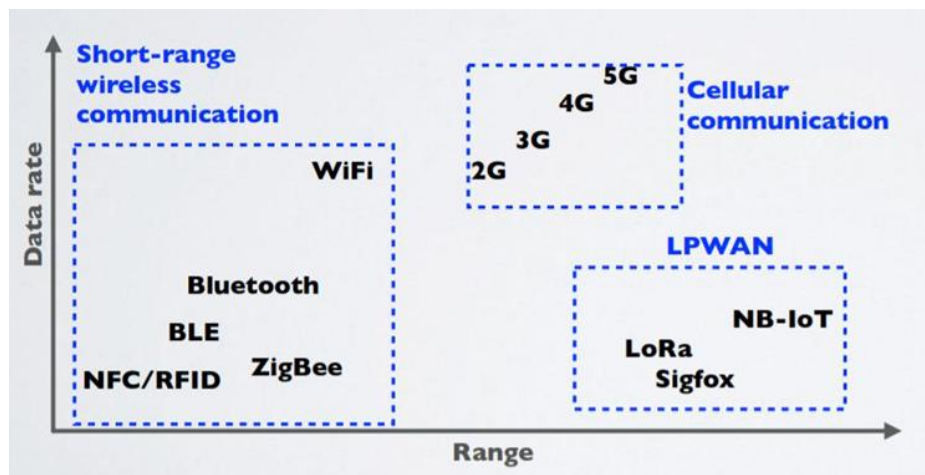 Short-range
wireless
communication
5G
4G
3G
2G
Cellular
communication
WiFi
Data rate
LPWAN
Bluetooth
BLE
ZigBee
NFC/RFID
NB-IoT
LoRa
Sigfox
Range